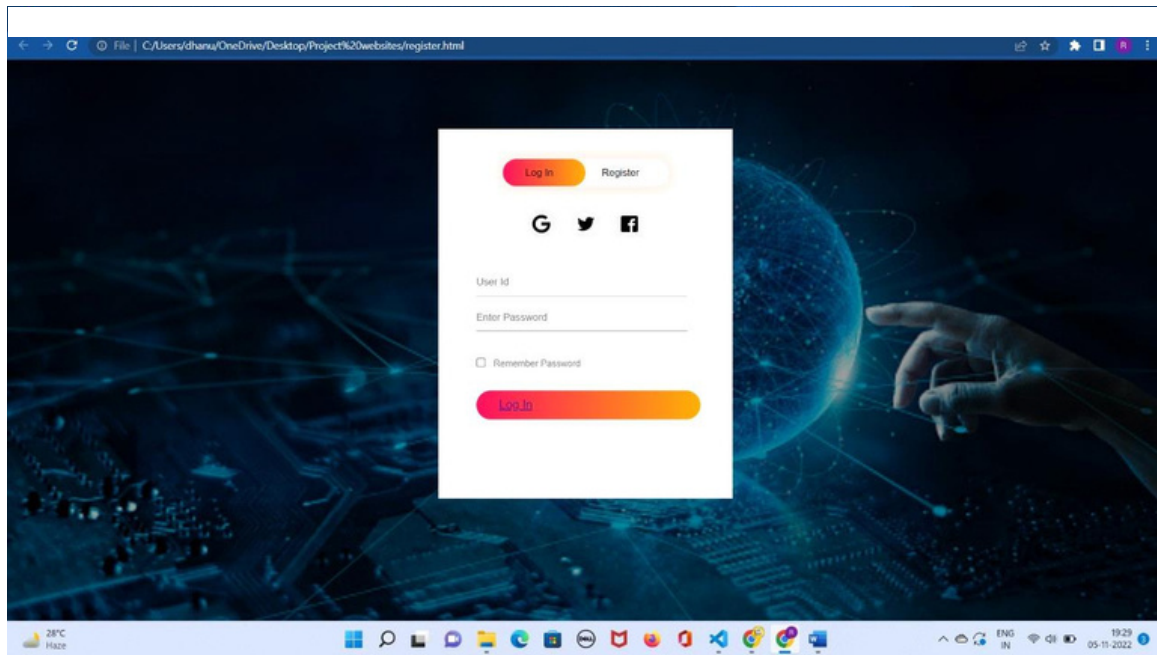 File | C:/Users/dhanu/OneDrive/Desktop/Project%20websites/register.html
Log In Register
User Id
Enter Password
Remember Password
Log In
28°C
Haze
DELL
ENG
IN
19:29
05-11-2022